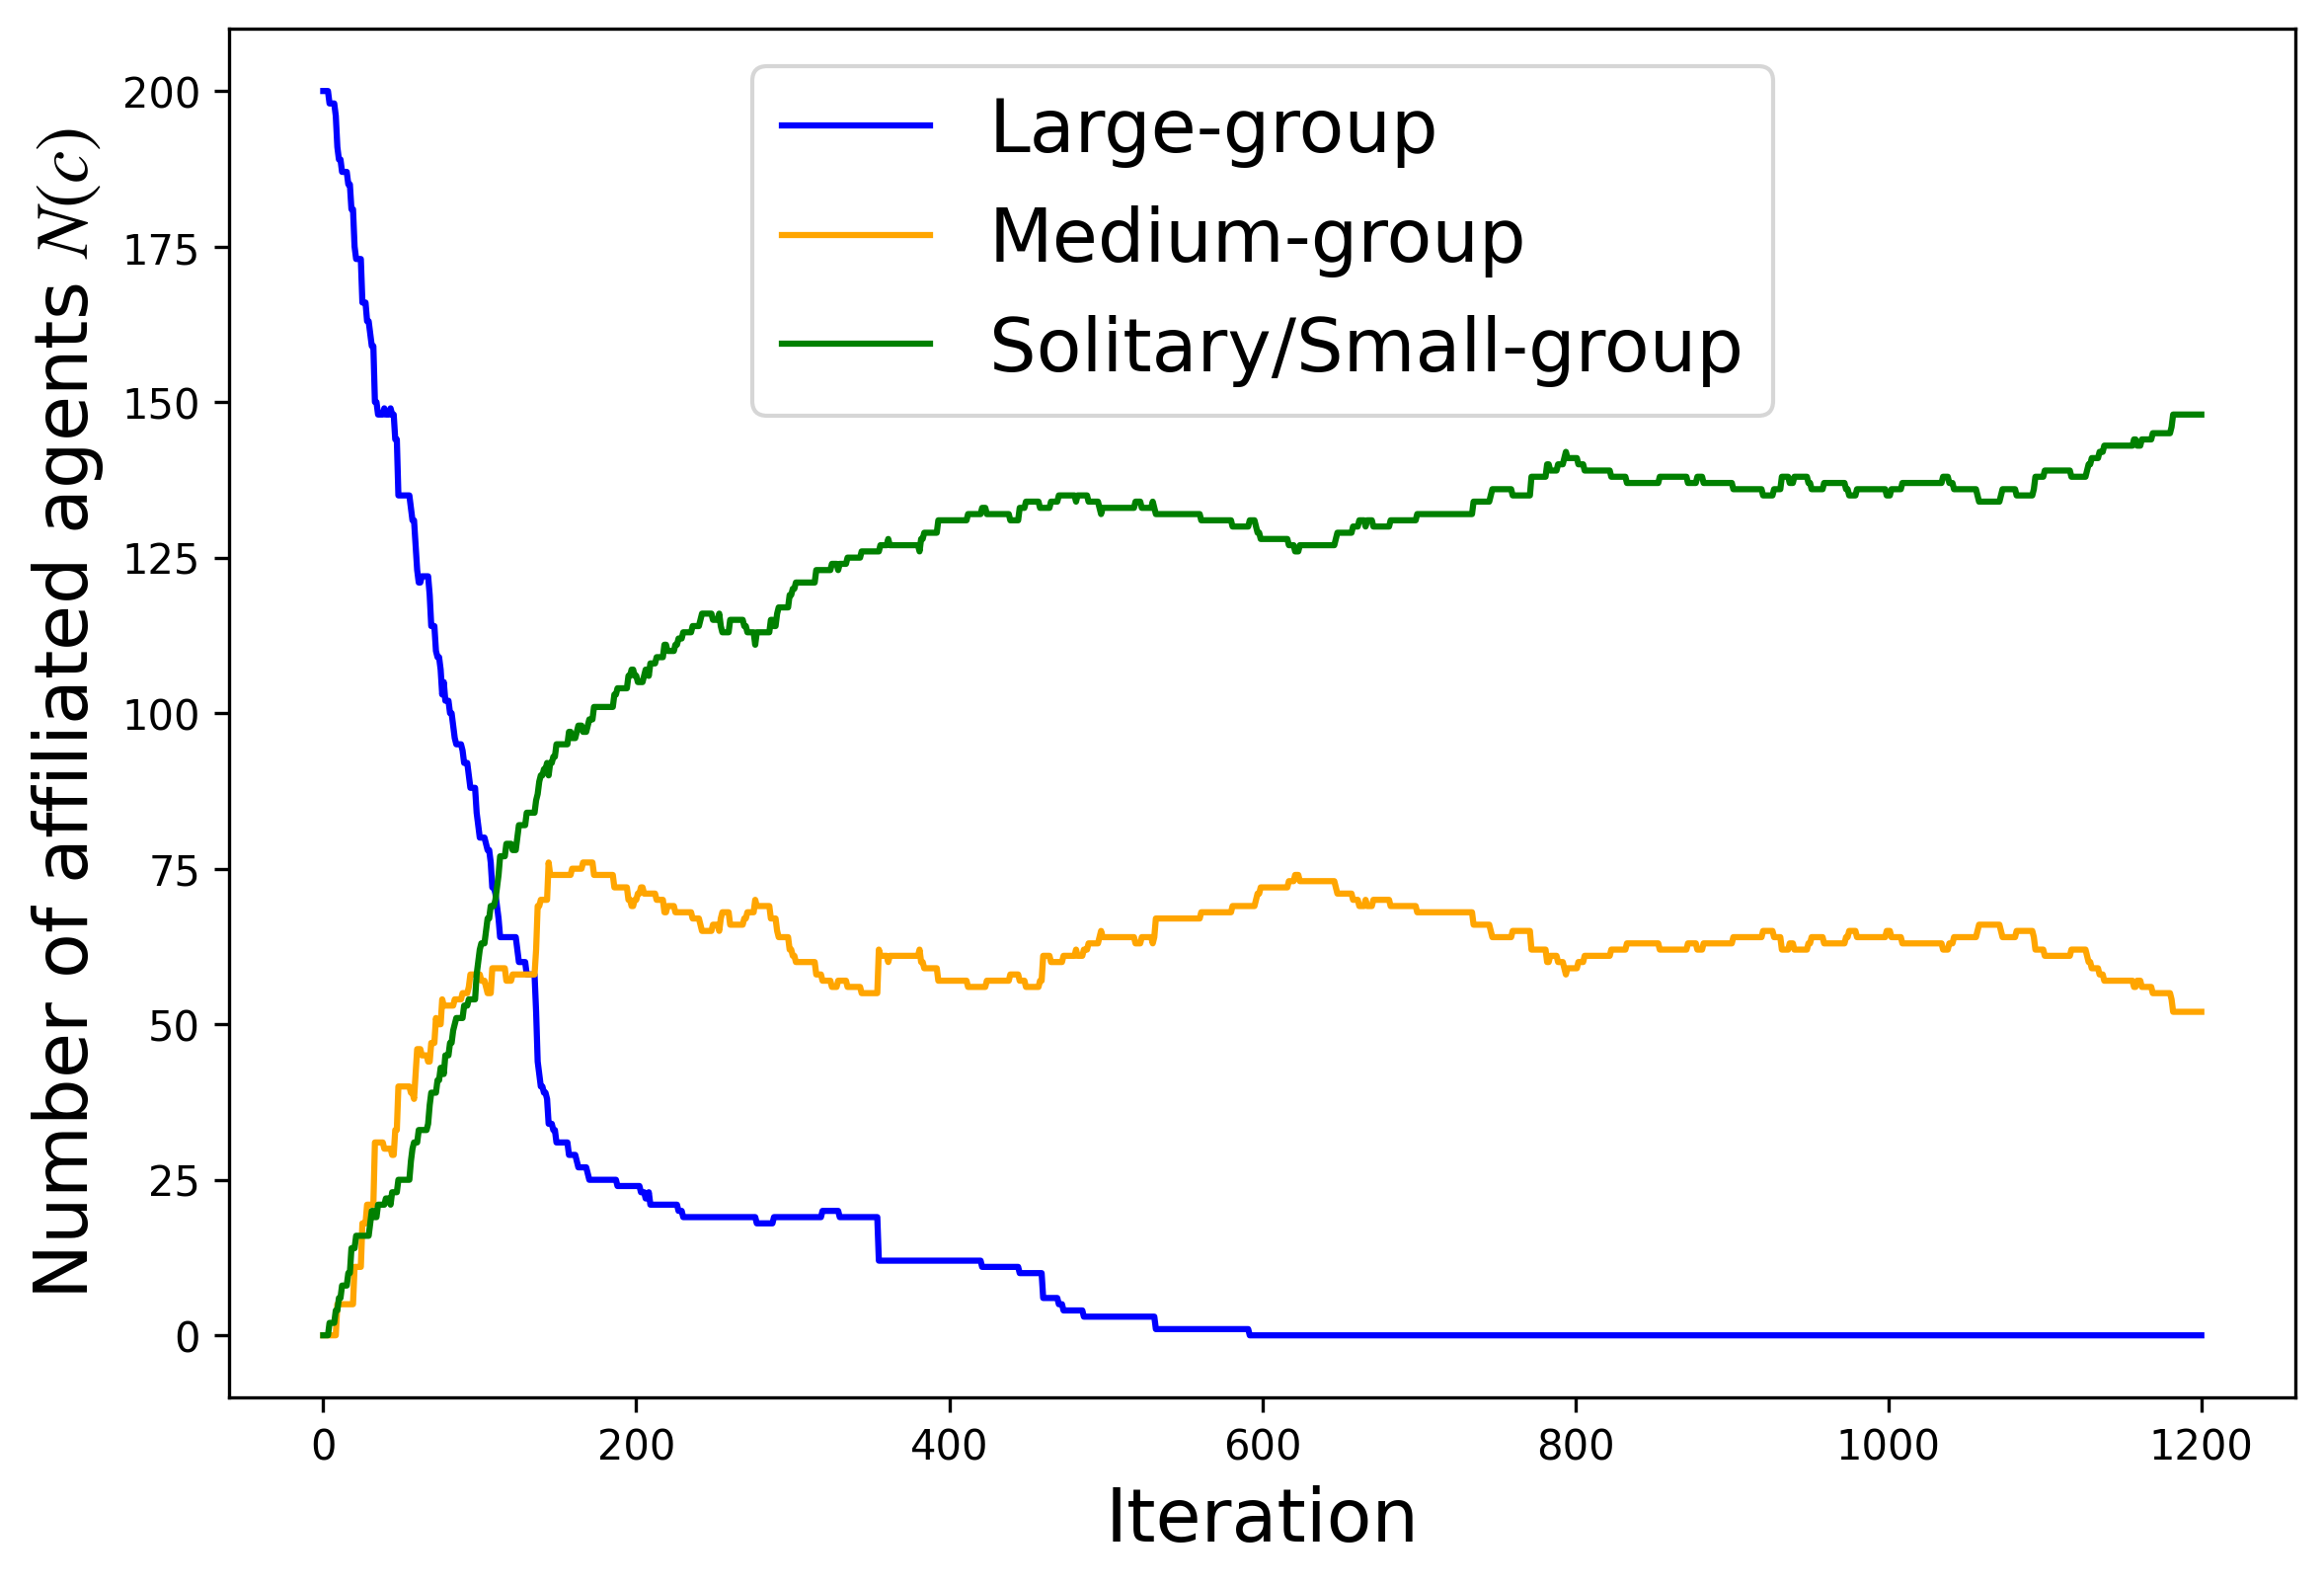 Number of affiliated agents N(c)
200
175
150
125
100
75
50
25
0
Large-group
Medium-group
Solitary/Small-group
0 200 400 600 800 1000 1200
Iteration